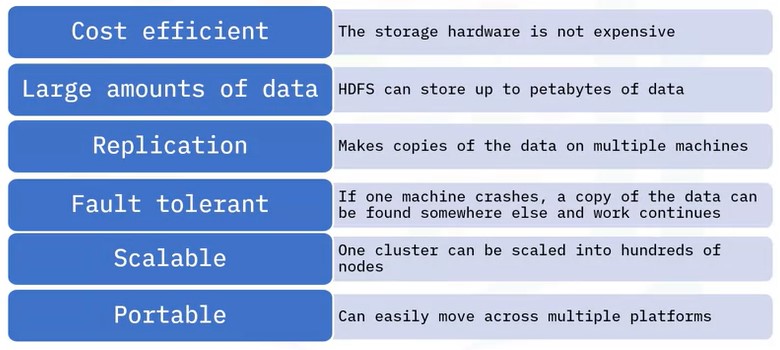 Cost efficient
The storage hardware is not expensive
Large amounts of data
HDFS can store up to petabytes of data
Replication
Makes copies of the data on multiple machines
Fault tolerant
If one machine crashes, a copy of the data can
be found somewhere else and work continues
Scalable
One cluster can be scaled into hundreds of
nodes
Portable
Can easily move across multiple platforms